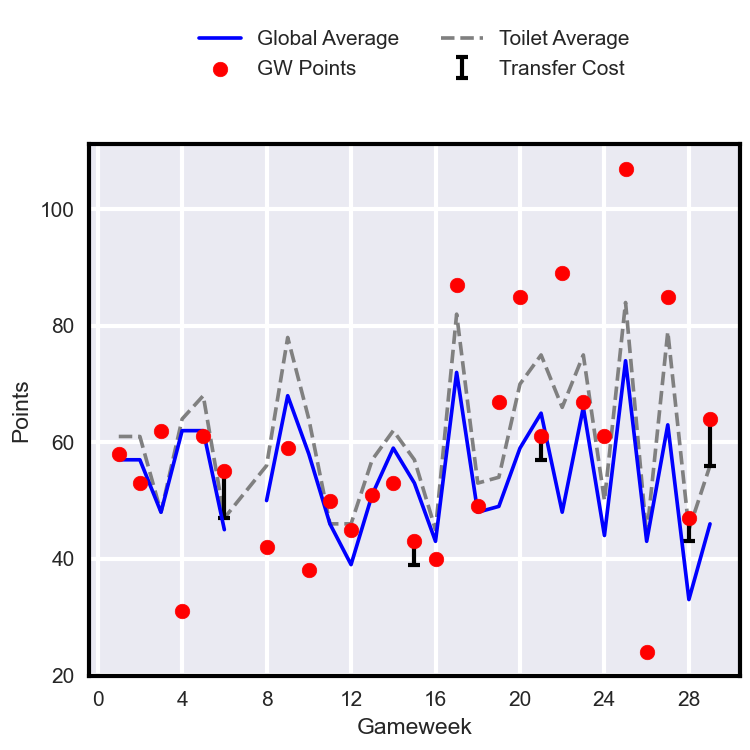 Global Average
Toilet Average
GW Points
Transfer Cost
100
80
60
40
20
Points
0 4 8 12 16 20 24 28
Gameweek